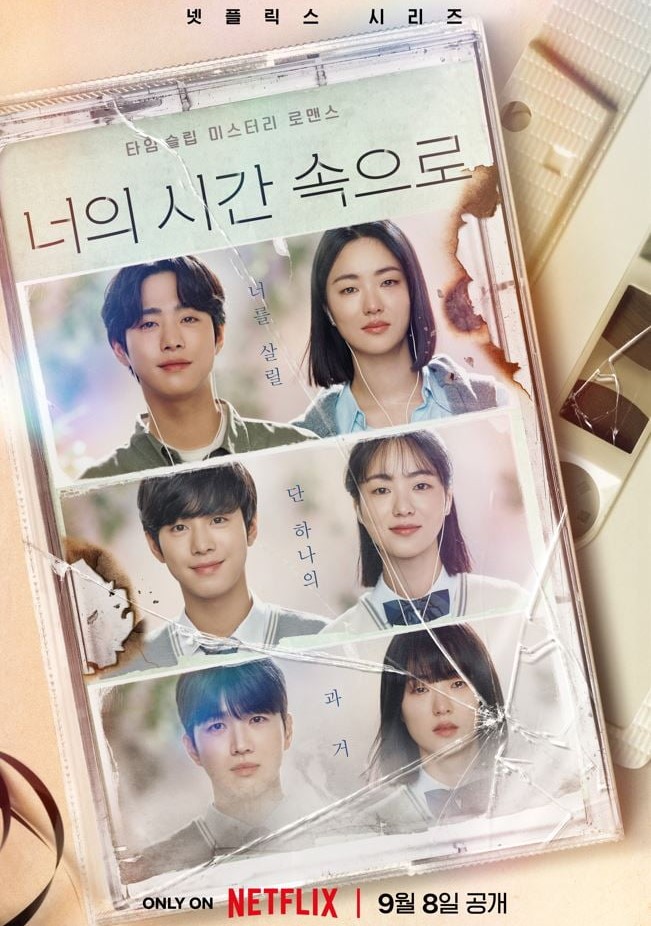 넷플릭스 시리즈
타임 슬립 미스터리 로맨스
너의 시간 속으로
너를 살릴
단 하나의
과거
ONLY ON NETFLIX | 9월 8일 공개